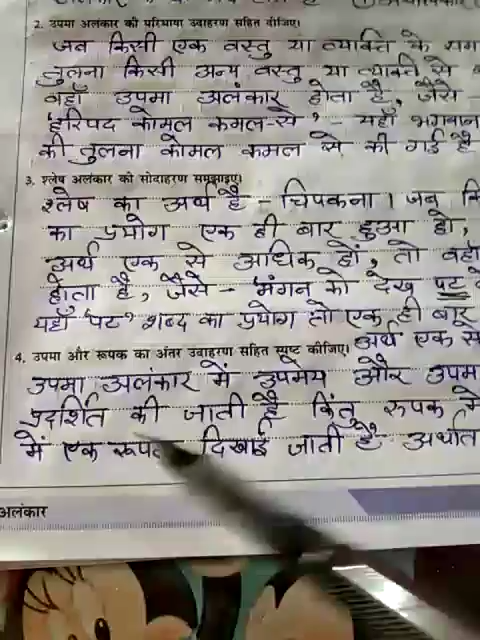 2. उपमा अलंकार की परिभाषा उदाहरण सहित दीजिए।
जब किसी एक वस्तु या व्यक्ति के
तुलना किसी अन्य वस्तु या व्यक्ति से
वहाँ उपमा अलंकार होता है, जैसे -
'हरिपद कोमल कमल-से' - यहाँ भगवान
की तुलना कोमल कमल से की गई है
3. श्लेष अलंकार को सोदाहरण समझाइए।
श्लेष का अर्थ है - चिपकना। जब
का प्रयोग एक ही बार हुआ हो,
अर्थ एक से अधिक हों, तो वहाँ
होता है, जैसे - 'मंगन को देख पट
यहाँ 'पट' शब्द का प्रयोग तो एक ही बार
अर्थ एक से
4. उपमा और रूपक का अंतर उदाहरण सहित स्पष्ट कीजिए।
उपमा अलंकार में उपमेय और उपम
प्रदर्शित की जाती है किंतु रूपक में
में एक दिखाई जाती है अर्थात
अलंकार